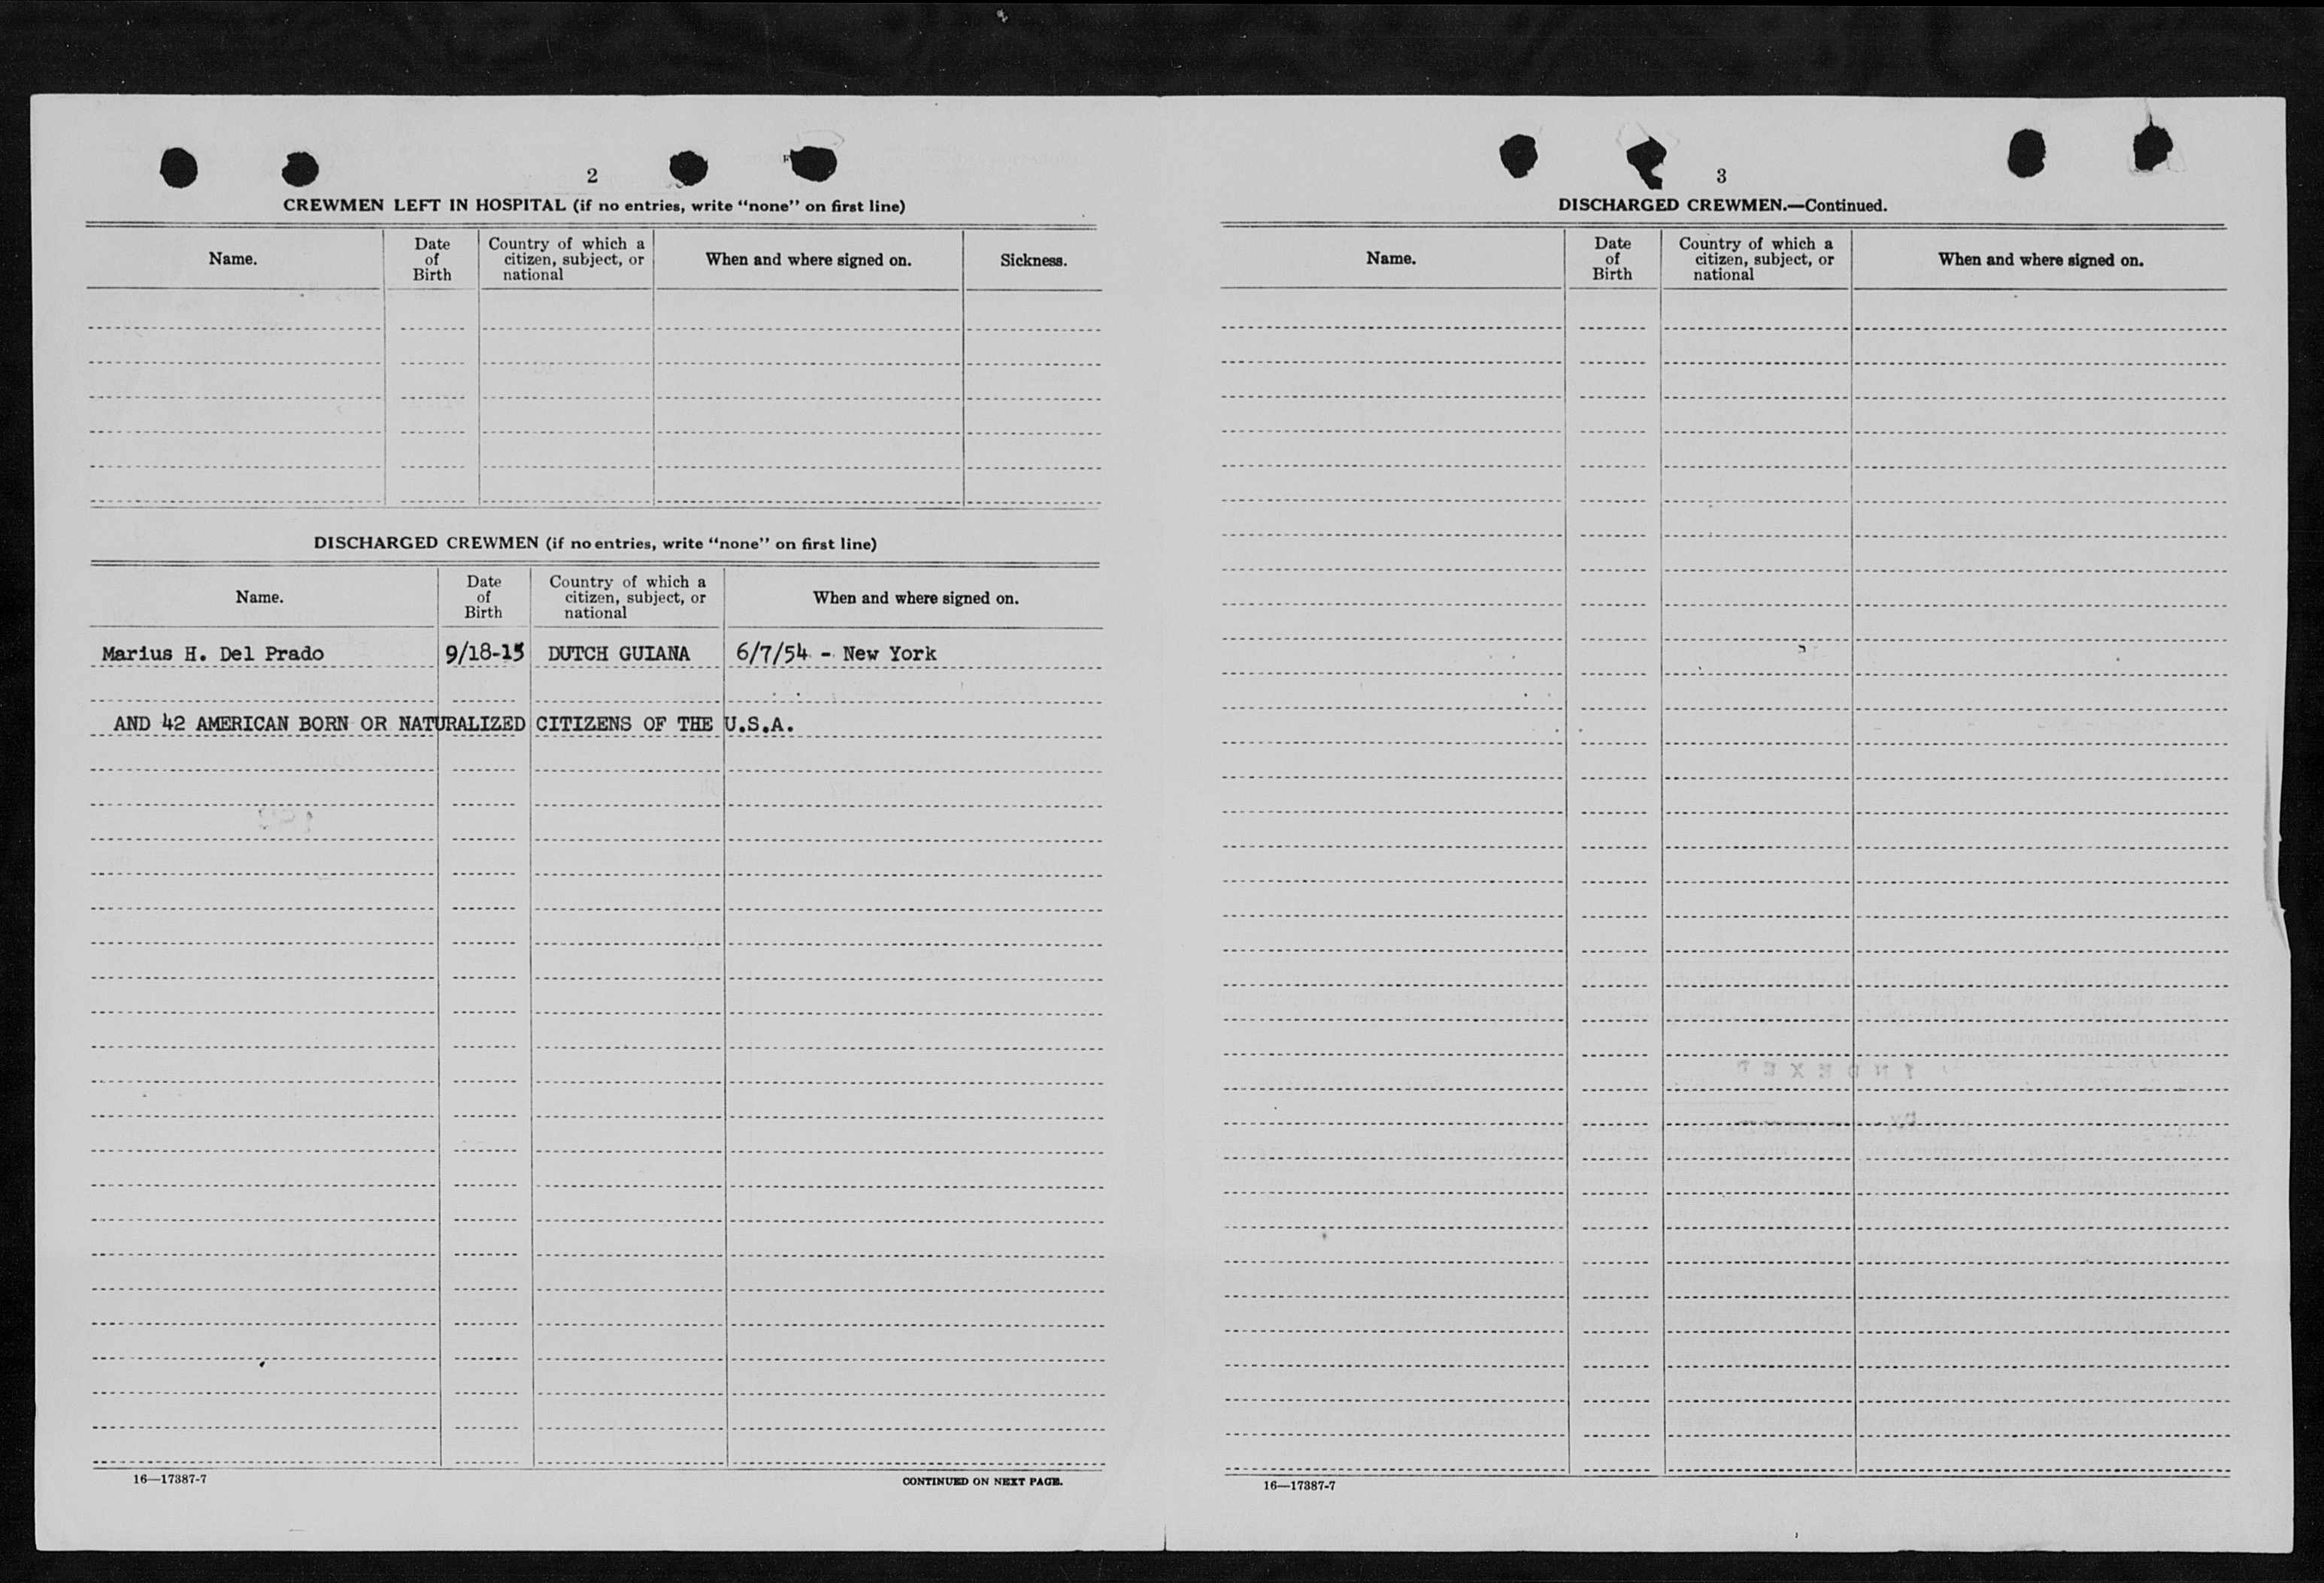 2
CREWMEN LEFT IN HOSPITAL (if no entries, write "none" on first line)
Name.
Date of Birth
Country of which a citizen, subject, or national
When and where signed on.
Sickness.
DISCHARGED CREWMEN (if no entries, write "none" on first line)
Name.
Date of Birth
Country of which a citizen, subject, or national
When and where signed on.
Marius H. Del Prado 9/18-15 DUTCH GUIANA 6/7/54 - New York
AND 42 AMERICAN BORN OR NATURALIZED CITIZENS OF THE U.S.A.
16—17387-7
CONTINUED ON NEXT PAGE.
3
DISCHARGED CREWMEN.—Continued.
Name.
Date of Birth
Country of which a citizen, subject, or national
When and where signed on.
INDEXED
16—17387-7